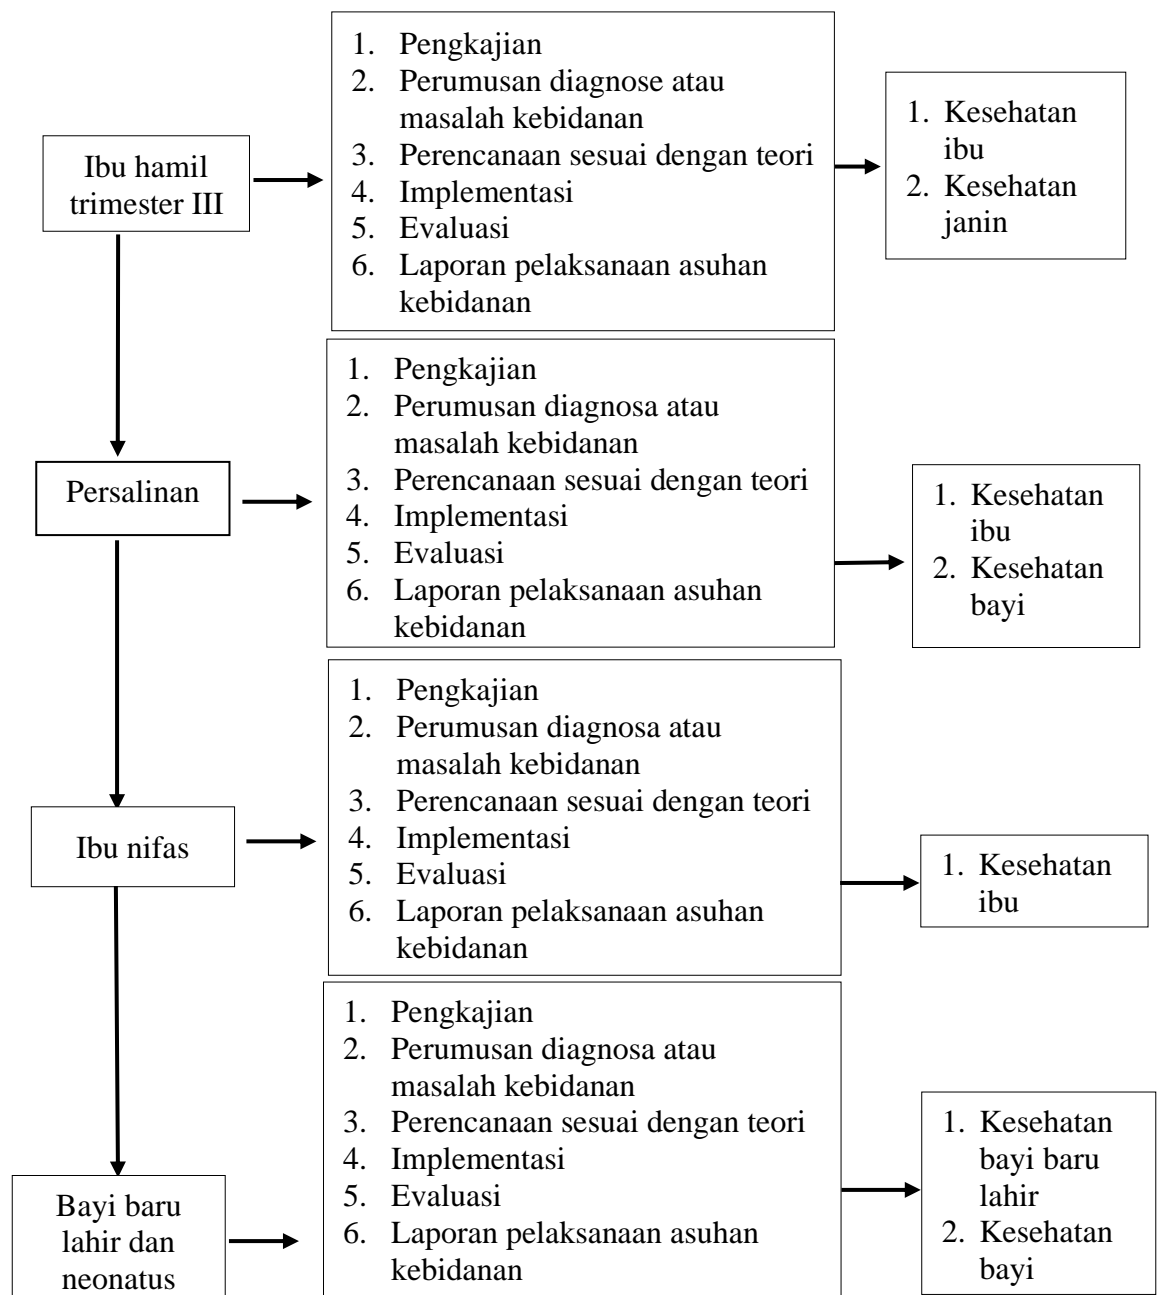 Ibu hamil
trimester III
1. Pengkajian
2. Perumusan diagnose atau
masalah kebidanan
3. Perencanaan sesuai dengan teori
4. Implementasi
5. Evaluasi
6. Laporan pelaksanaan asuhan
kebidanan
1. Kesehatan
ibu
2. Kesehatan
janin
Persalinan
1. Pengkajian
2. Perumusan diagnosa atau
masalah kebidanan
3. Perencanaan sesuai dengan teori
4. Implementasi
5. Evaluasi
6. Laporan pelaksanaan asuhan
kebidanan
1. Kesehatan
ibu
2. Kesehatan
bayi
Ibu nifas
1. Pengkajian
2. Perumusan diagnosa atau
masalah kebidanan
3. Perencanaan sesuai dengan teori
4. Implementasi
5. Evaluasi
6. Laporan pelaksanaan asuhan
kebidanan
1. Kesehatan
ibu
Bayi baru
lahir dan
neonatus
1. Pengkajian
2. Perumusan diagnosa atau
masalah kebidanan
3. Perencanaan sesuai dengan teori
4. Implementasi
5. Evaluasi
6. Laporan pelaksanaan asuhan
kebidanan
1. Kesehatan
bayi baru
lahir
2. Kesehatan
bayi